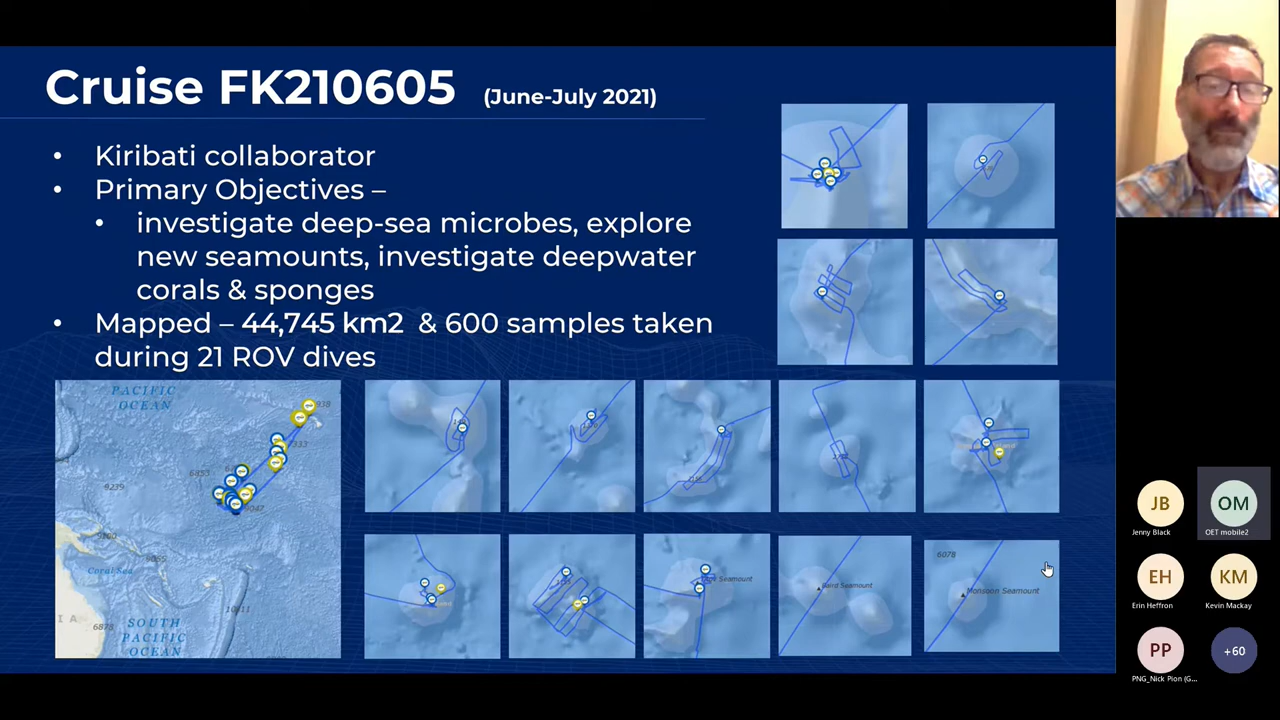 Cruise FK210605 (June-July 2021)
• Kiribati collaborator
• Primary Objectives –
• investigate deep-sea microbes, explore
new seamounts, investigate deepwater
corals & sponges
• Mapped – 44,745 km2 & 600 samples taken
during 21 ROV dives
PACIFIC
OCEAN
9239
Coral Sea
6878
SOUTH
PACIFIC
OCEAN
Baird Seamount
6078
Monsoon Seamount
JB
Jenny Black
OM
OET mobile2
EH
Erin Heffron
KM
Kevin Mackay
PP
PNG_Nick Pion (G...
+60